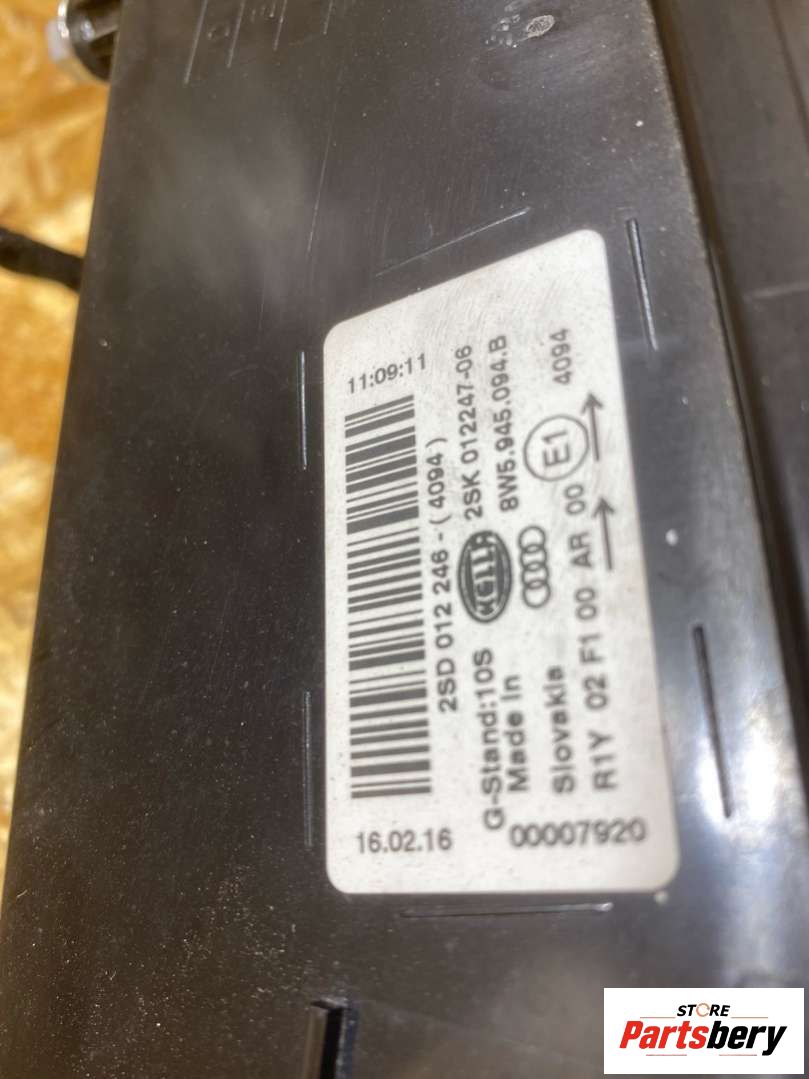 11:09:11
16.02.16
2SD 012 246-(4094)
G-Stand:10S
HELLA
2SK 012247-06
Made In
8W5.945.094.B
Slovakia
E1
4094
R1Y 02 F1 00 AR 00
00007920
STORE
Partsbery